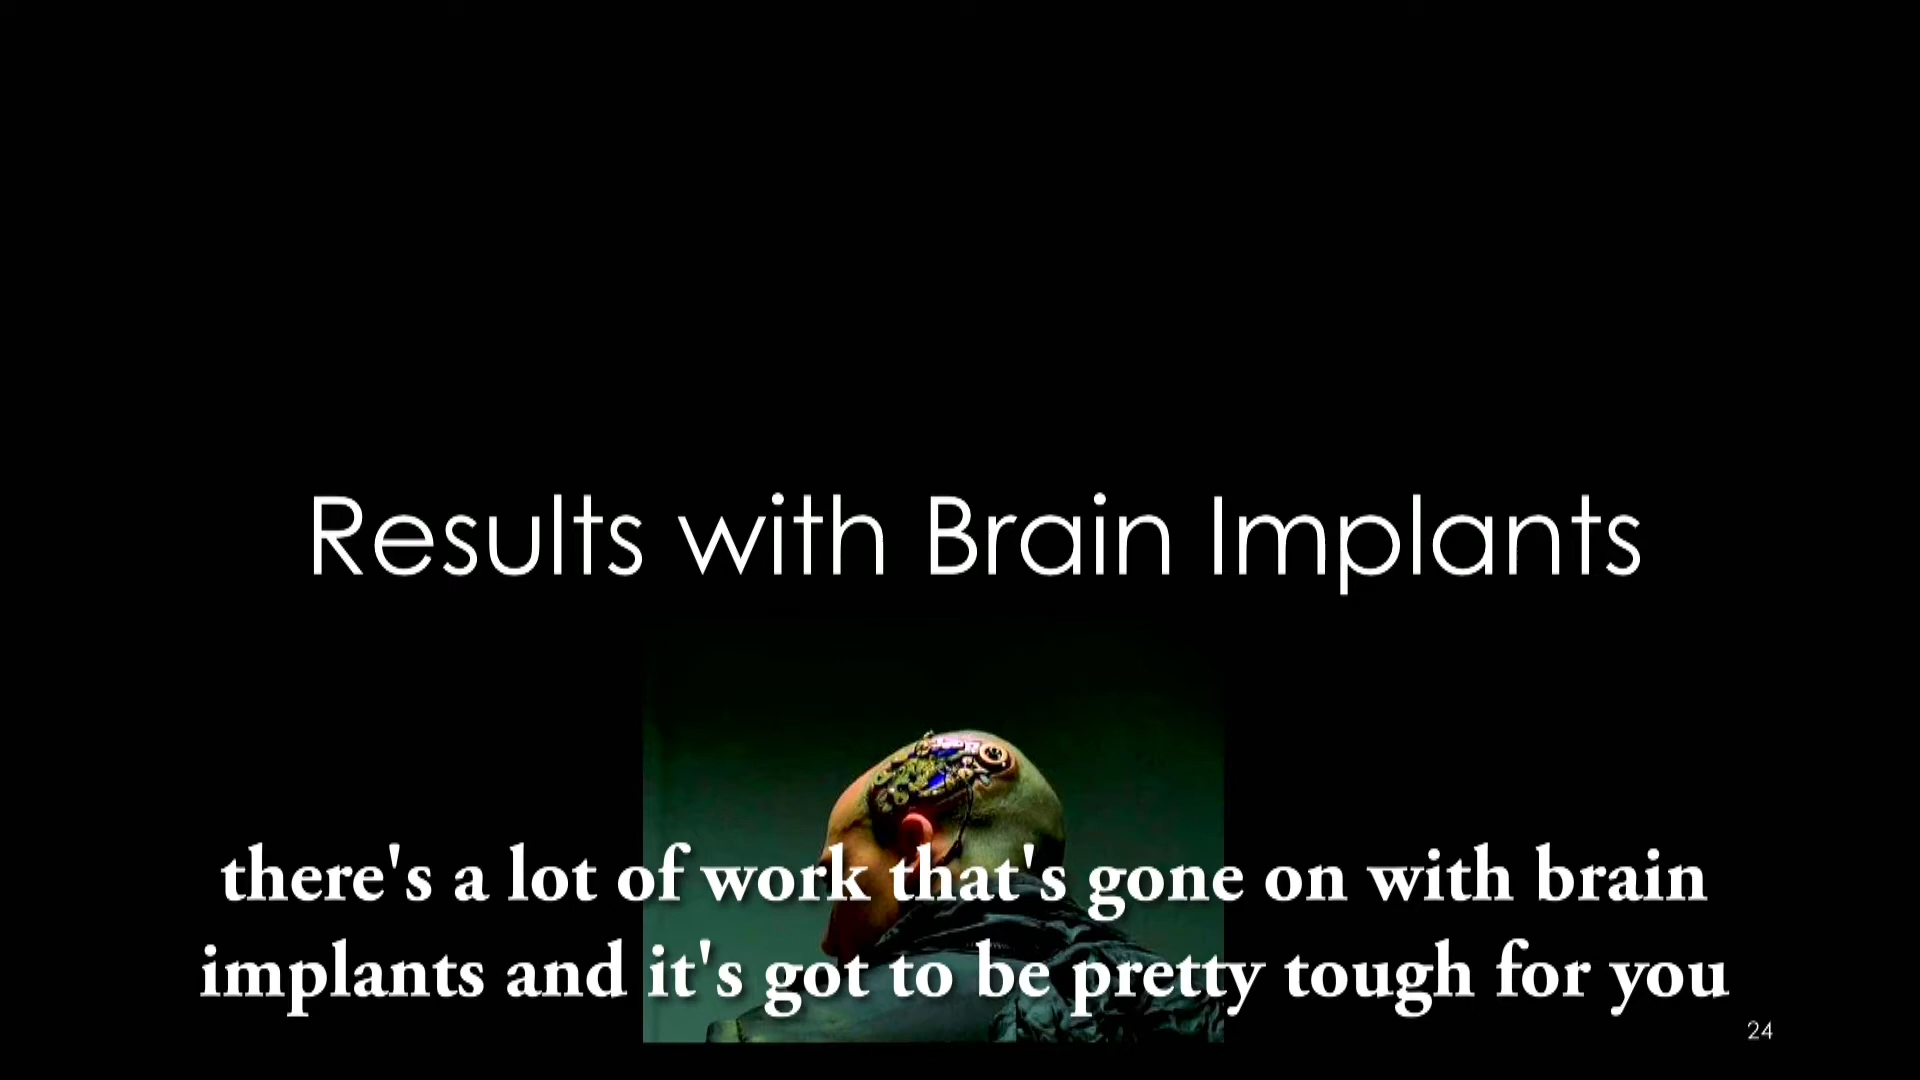 Results with Brain Implants
there's a lot of work that's gone on with brain
implants and it's got to be pretty tough for you
24